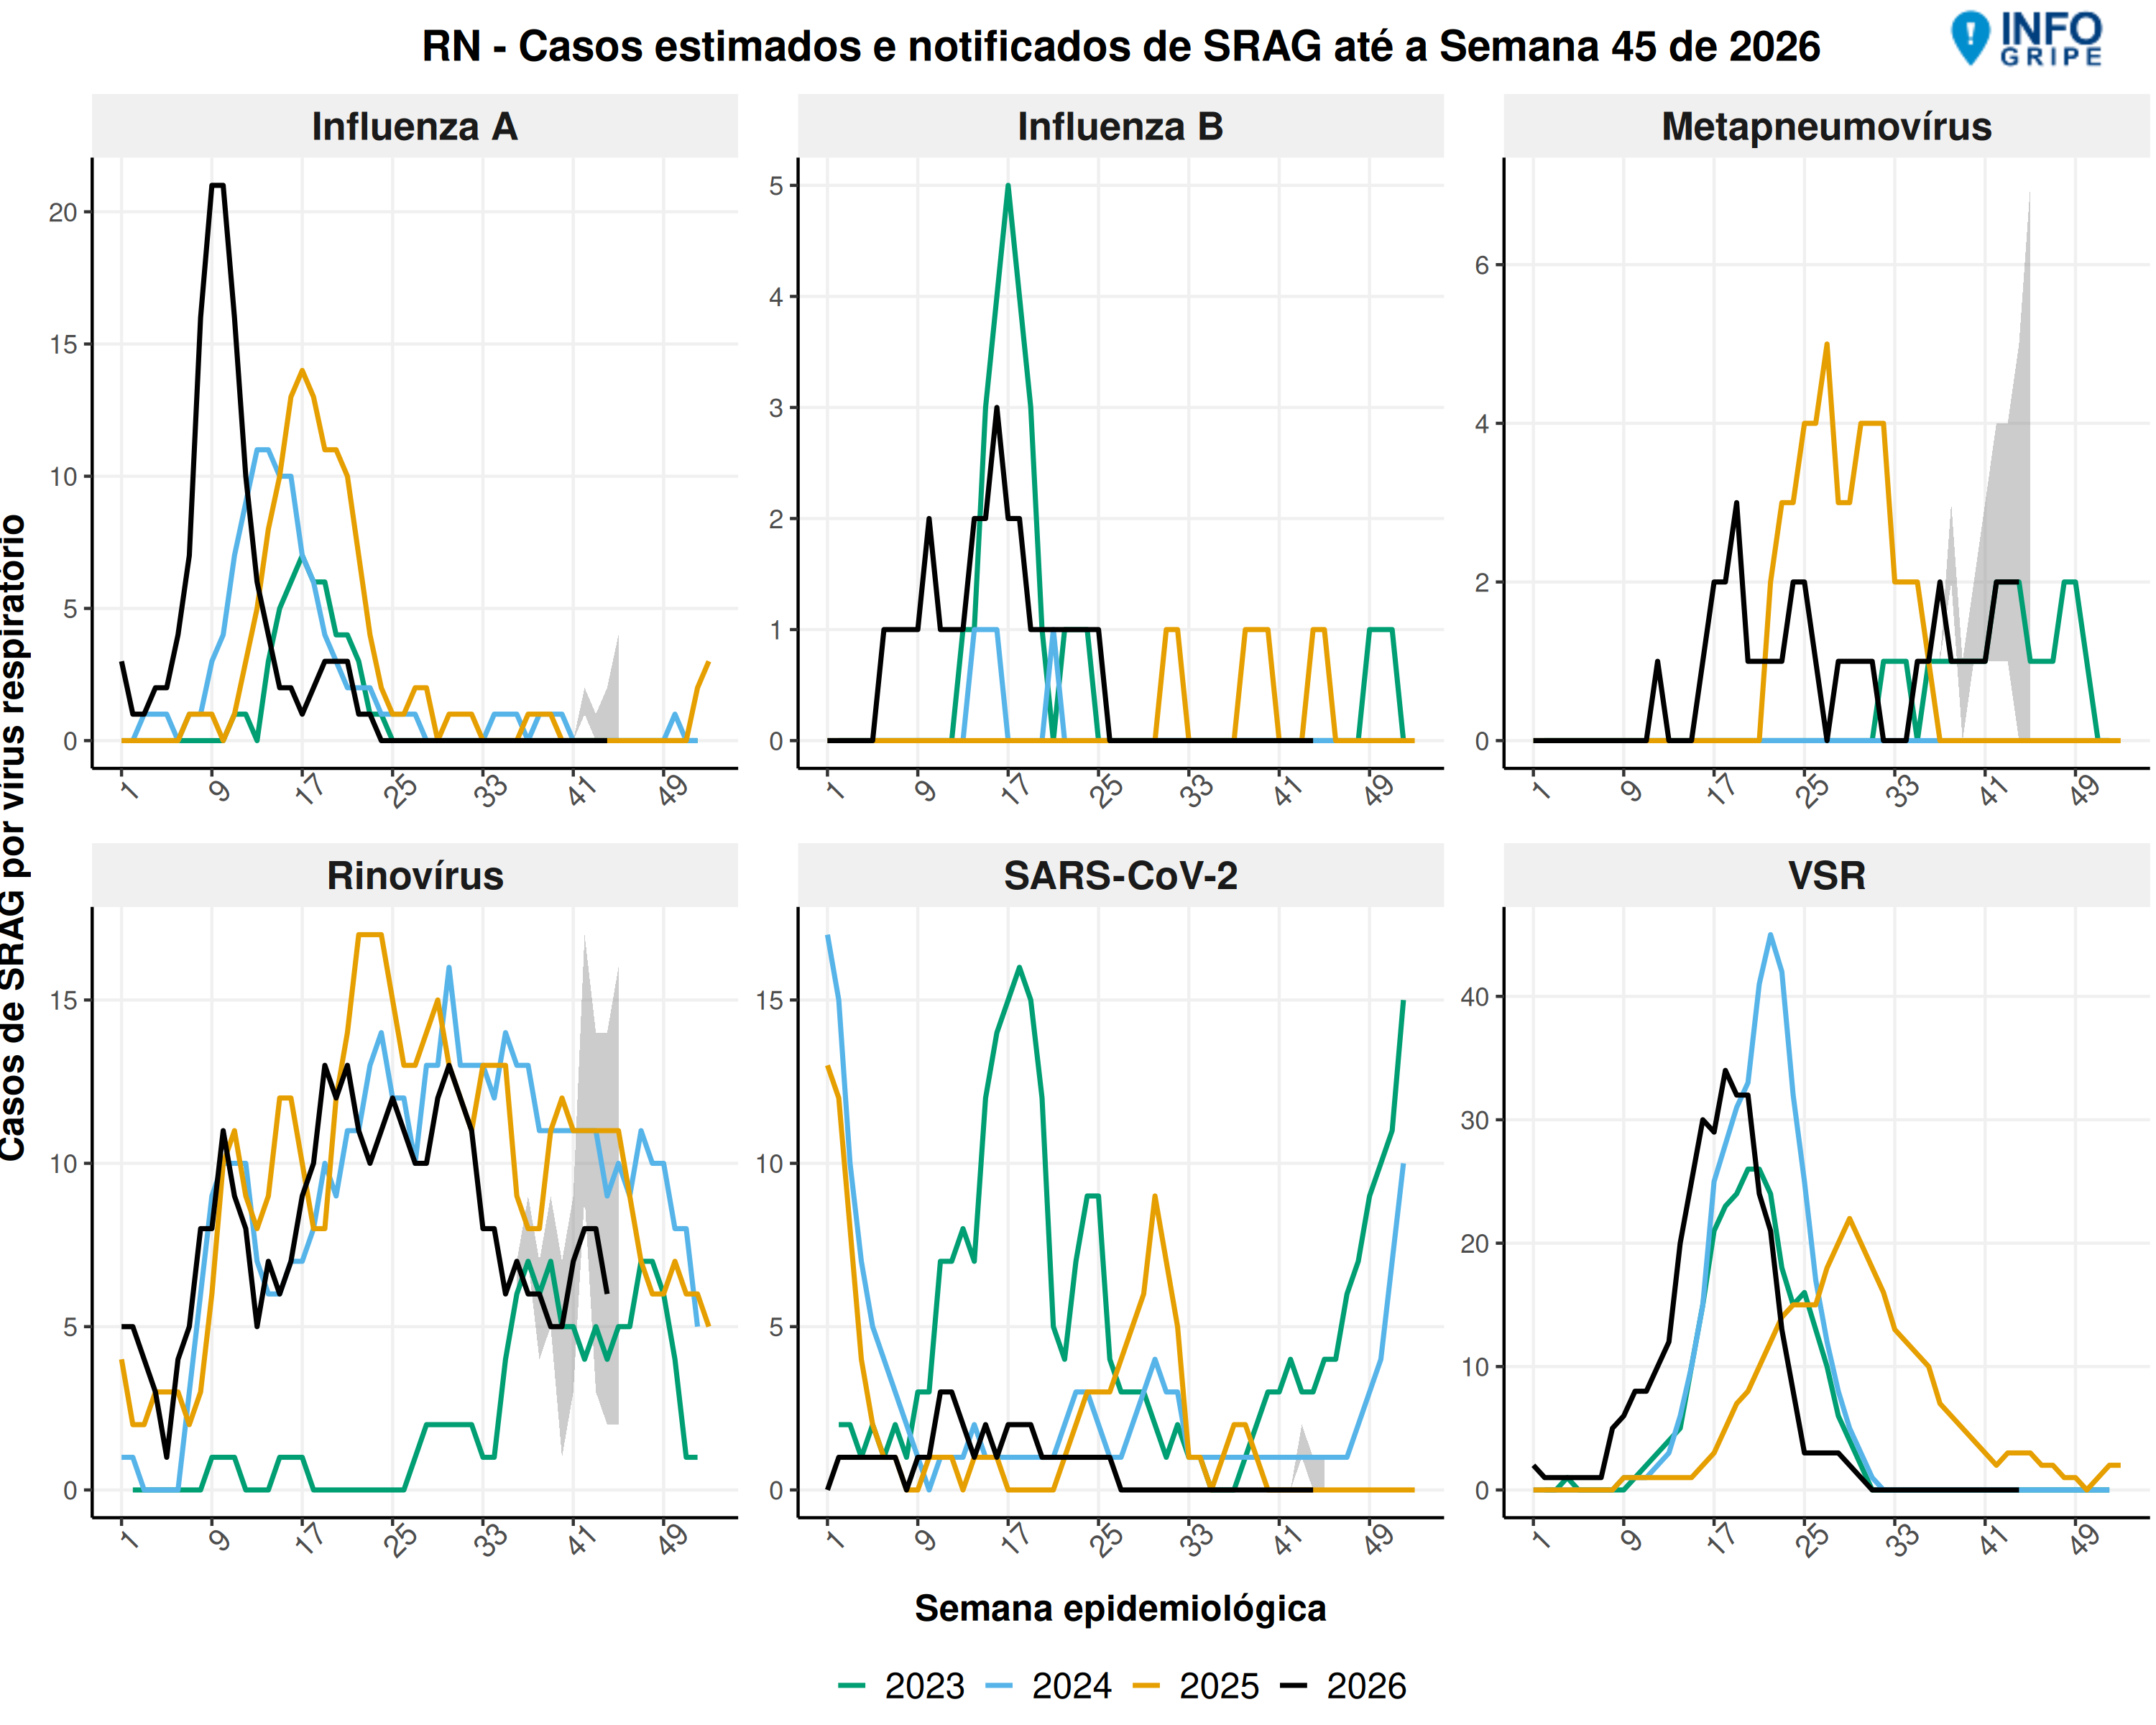 RN - Casos estimados e notificados de SRAG até a Semana 45 de 2026
INFO
GRIPE
Influenza A
Influenza B
Metapneumovírus
20
15
10
5
0
1 9 17 25 33 41 49
5
4
3
2
1
0
1 9 17 25 33 41 49
6
4
2
0
1 9 17 25 33 41 49
Casos de SRAG por vírus respiratório
Rinovírus
SARS-CoV-2
VSR
15
10
5
0
1 9 17 25 33 41 49
15
10
5
0
1 9 17 25 33 41 49
40
30
20
10
0
1 9 17 25 33 41 49
Semana epidemiológica
2023 2024 2025 2026